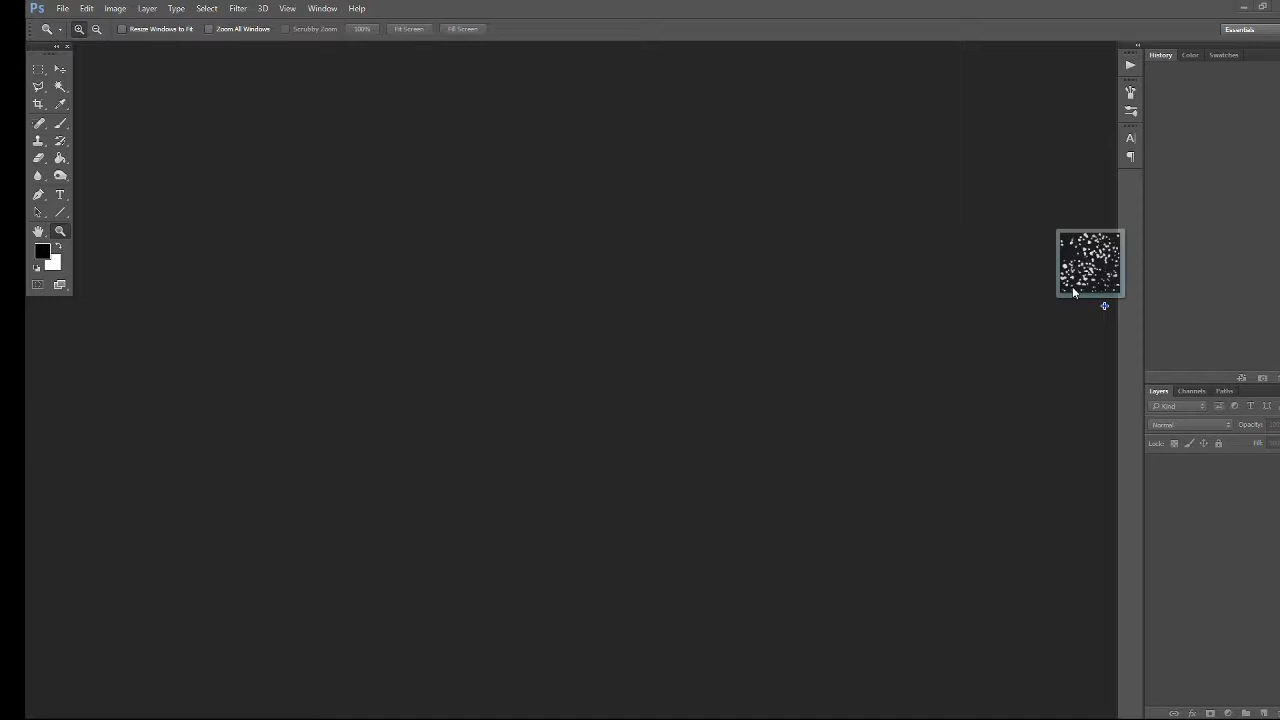 Ps File Edit Image Layer Type Select Filter 3D View Window Help
Resize Windows to Fit Zoom All Windows Scrubby Zoom 100% Fit Screen Fill Screen Essentials
History Color Swatches
Layers Channels Paths
Kind
Normal Opacity:
Lock: Fill: